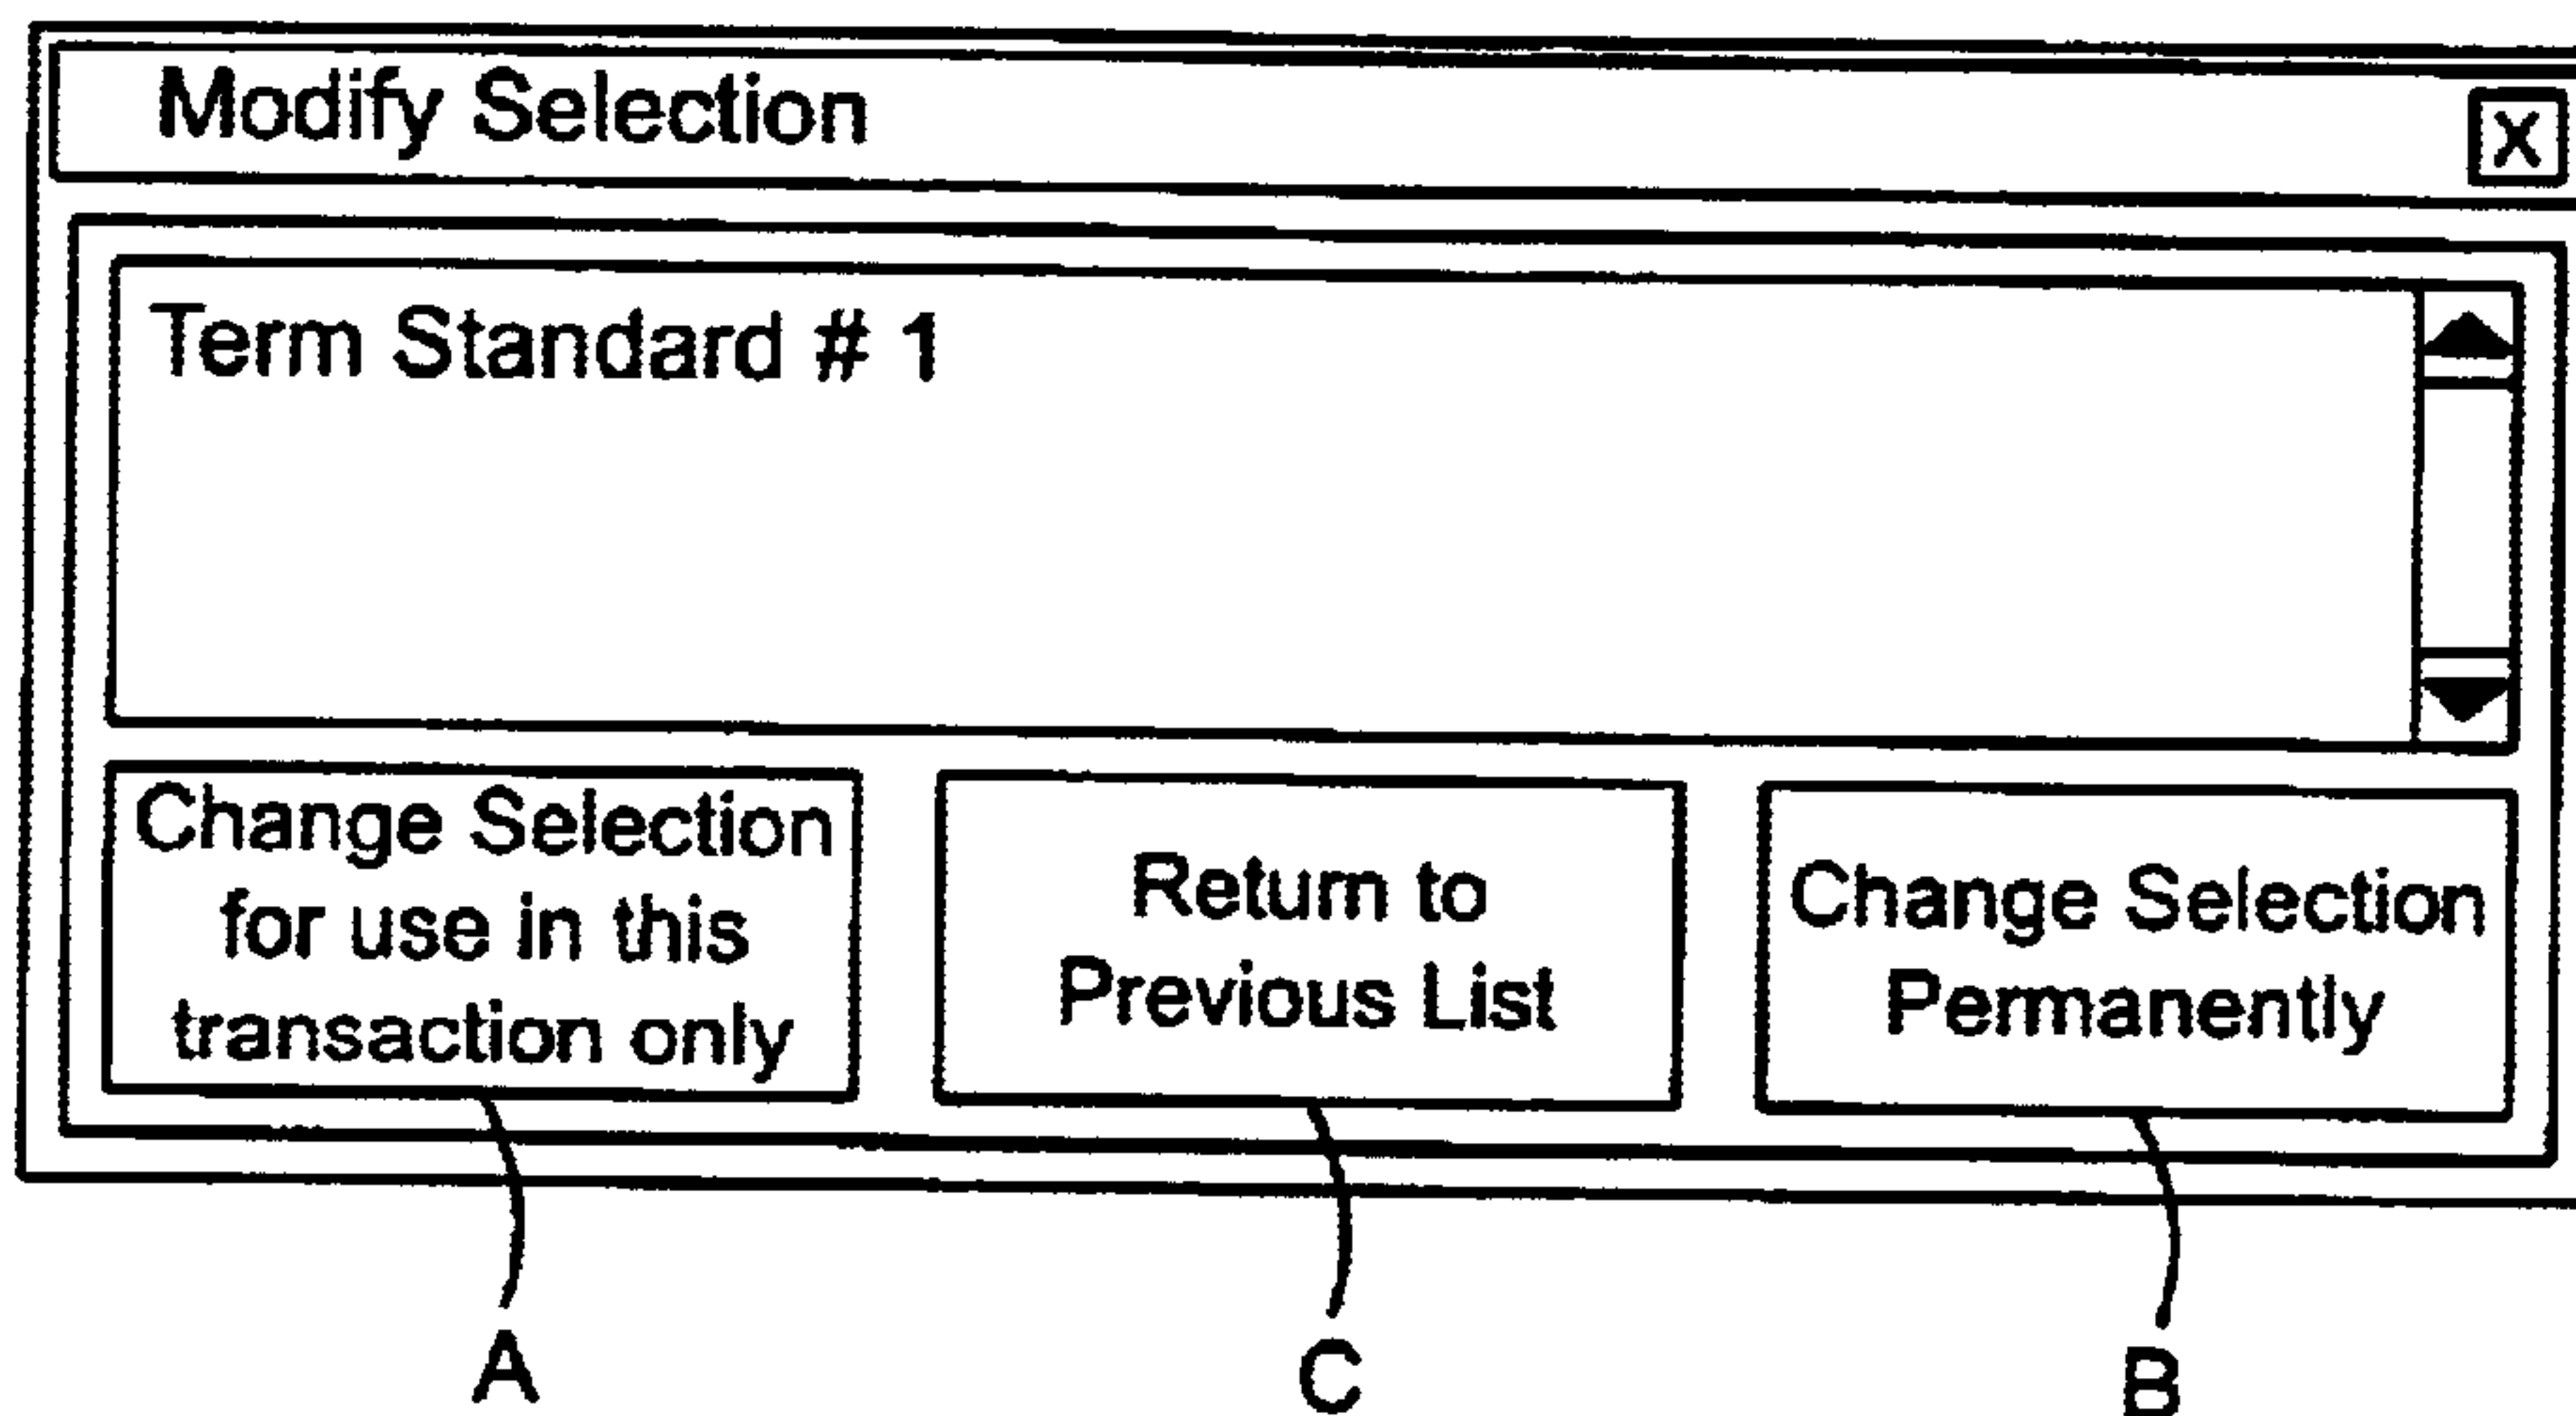 Modify Selection
X
Term Standard # 1
Change Selection
for use in this
transaction only
Return to
Previous List
Change Selection
Permanently
A
C
B